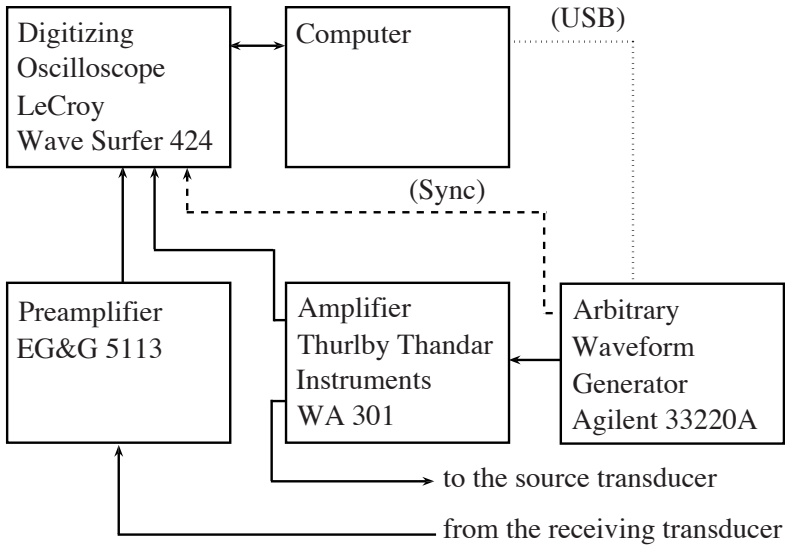 Digitizing
Oscilloscope
LeCroy
Wave Surfer 424
Computer
(USB)
(Sync)
Preamplifier
EG&G 5113
Amplifier
Thurlby Thandar
Instruments
WA 301
Arbitrary
Waveform
Generator
Agilent 33220A
to the source transducer
from the receiving transducer